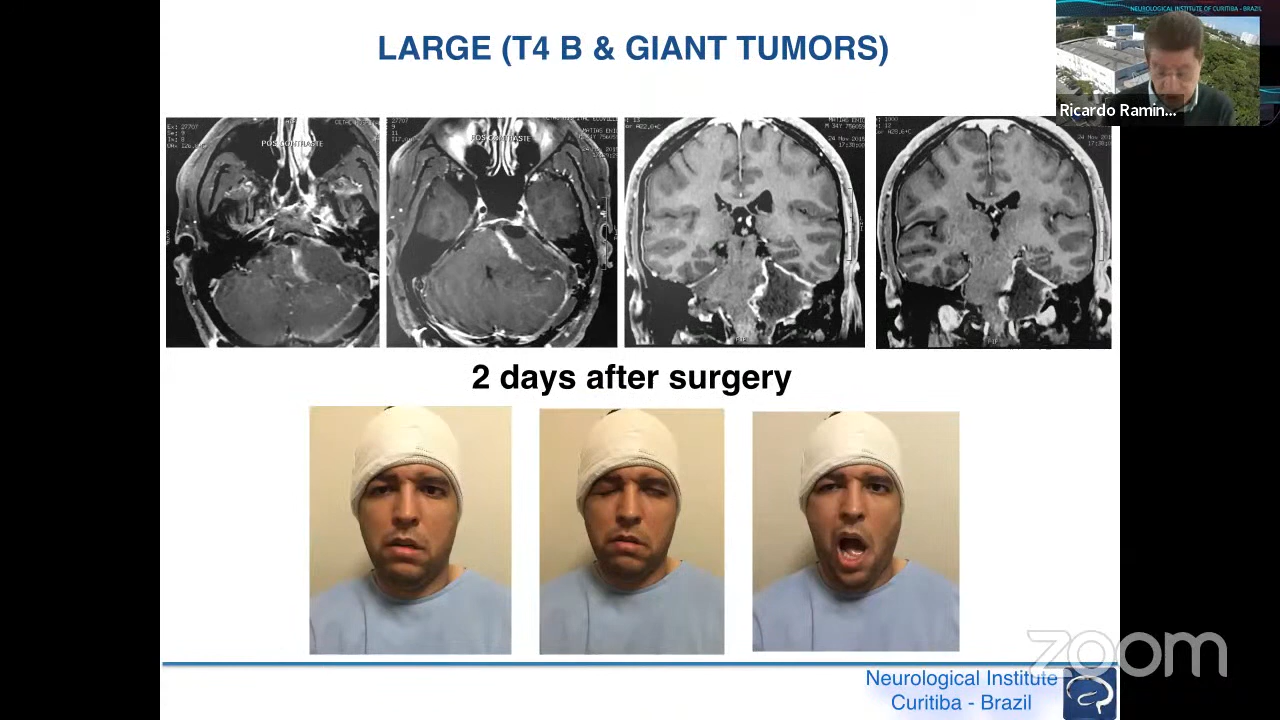 NEUROLOGICAL INSTITUTE OF CURITIBA - BRAZIL
LARGE (T4 B & GIANT TUMORS)
Ricardo Ramin...
POS CONTRASTE
POS CONTRASTE
2 days after surgery
zoom
Neurological Institute
Curitiba - Brazil